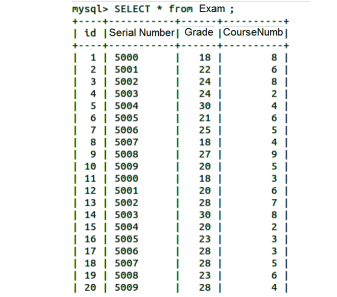 mysql> SELECT * from Exam ;
+----+---------------+-------+-----------+
| id | Serial Number| Grade |CourseNumb|
+----+---------------+-------+-----------+
| 1 | 5000 | 18 | 8 |
| 2 | 5001 | 22 | 6 |
| 3 | 5002 | 24 | 8 |
| 4 | 5003 | 24 | 2 |
| 5 | 5004 | 30 | 4 |
| 6 | 5005 | 21 | 6 |
| 7 | 5006 | 25 | 5 |
| 8 | 5007 | 18 | 4 |
| 9 | 5008 | 27 | 9 |
| 10 | 5009 | 20 | 5 |
| 11 | 5000 | 18 | 3 |
| 12 | 5001 | 20 | 6 |
| 13 | 5002 | 28 | 7 |
| 14 | 5003 | 30 | 8 |
| 15 | 5004 | 20 | 2 |
| 16 | 5005 | 23 | 3 |
| 17 | 5006 | 28 | 3 |
| 18 | 5007 | 28 | 5 |
| 19 | 5008 | 23 | 6 |
| 20 | 5009 | 28 | 4 |